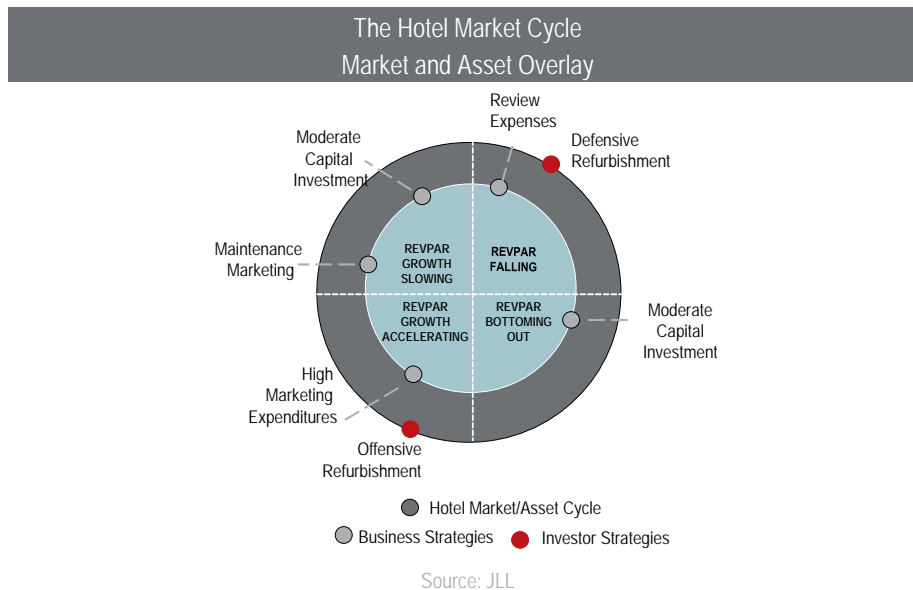 The Hotel Market Cycle
Market and Asset Overlay
Review
Expenses
Defensive
Refurbishment
Moderate
Capital
Investment
Maintenance
Marketing
REVPAR
GROWTH
SLOWING
REVPAR
FALLING
REVPAR
GROWTH
ACCELERATING
REVPAR
BOTTOMING
OUT
Moderate
Capital
Investment
High
Marketing
Expenditures
Offensive
Refurbishment
Hotel Market/Asset Cycle
Business Strategies
Investor Strategies
Source: JLL